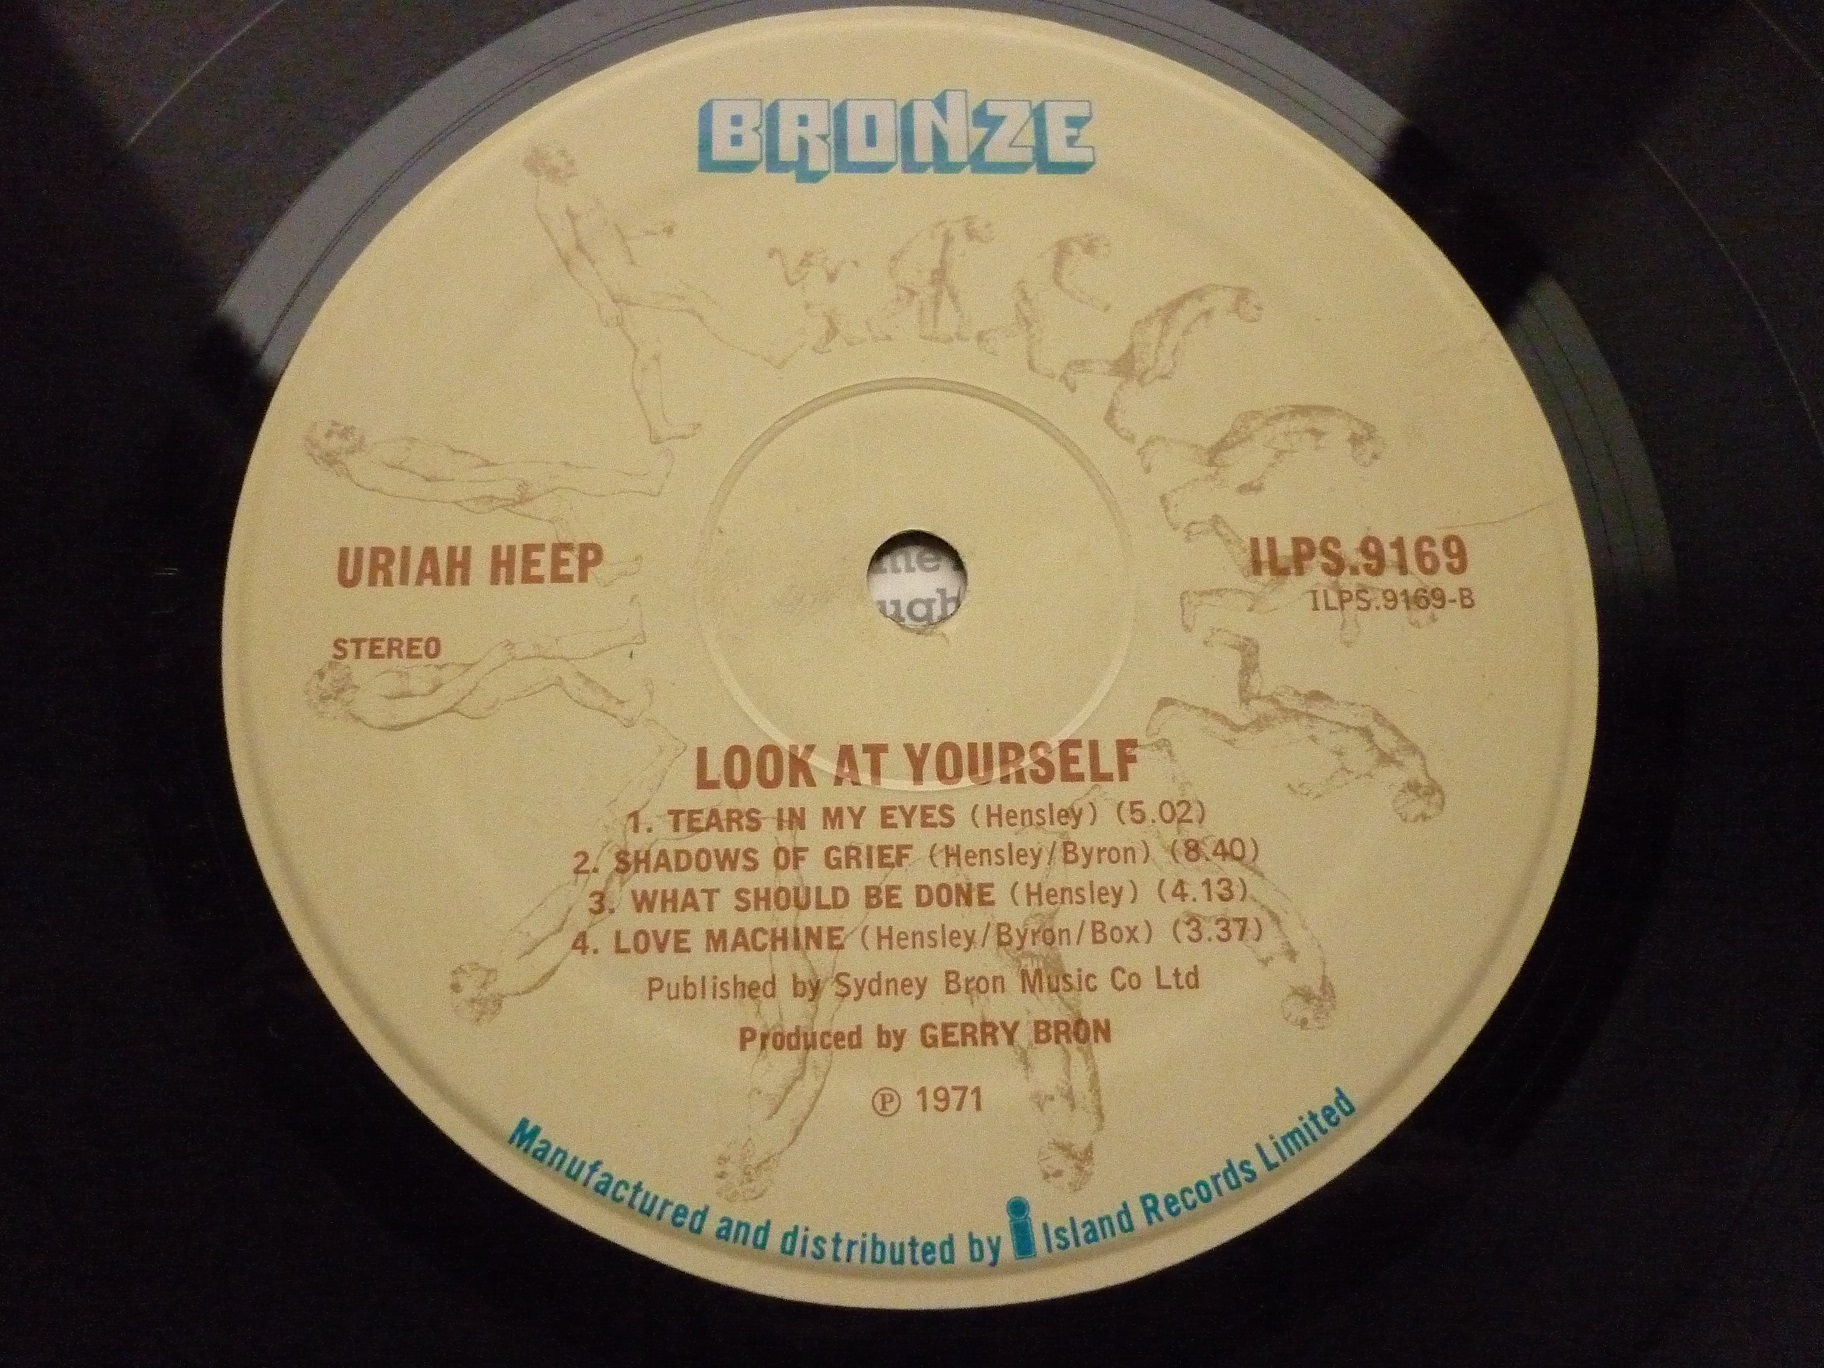 BRONZE
URIAH HEEP
STEREO
ILPS.9169
ILPS.9169-B
LOOK AT YOURSELF
1. TEARS IN MY EYES (Hensley) (5.02)
2. SHADOWS OF GRIEF (Hensley/Byron) (8.40)
3. WHAT SHOULD BE DONE (Hensley) (4.13)
4. LOVE MACHINE (Hensley/Byron/Box) (3.37)
Published by Sydney Bron Music Co Ltd
Produced by GERRY BRON
℗ 1971
Manufactured and distributed by i Island Records Limited